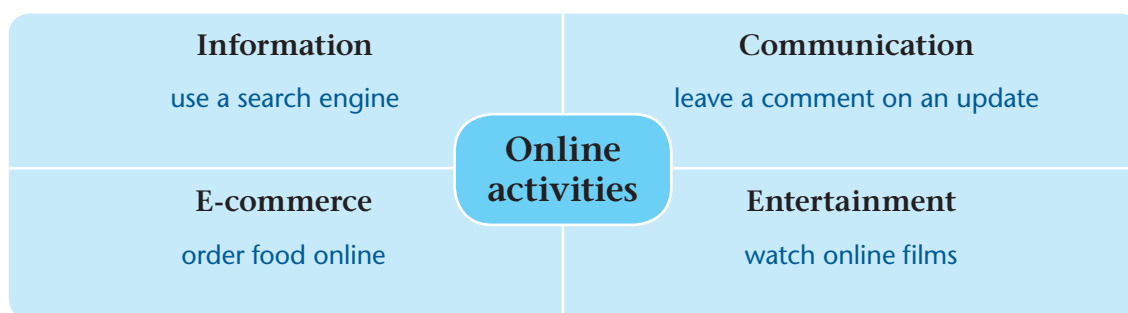 Information
use a search engine
Communication
leave a comment on an update
Online
activities
E-commerce
order food online
Entertainment
watch online films